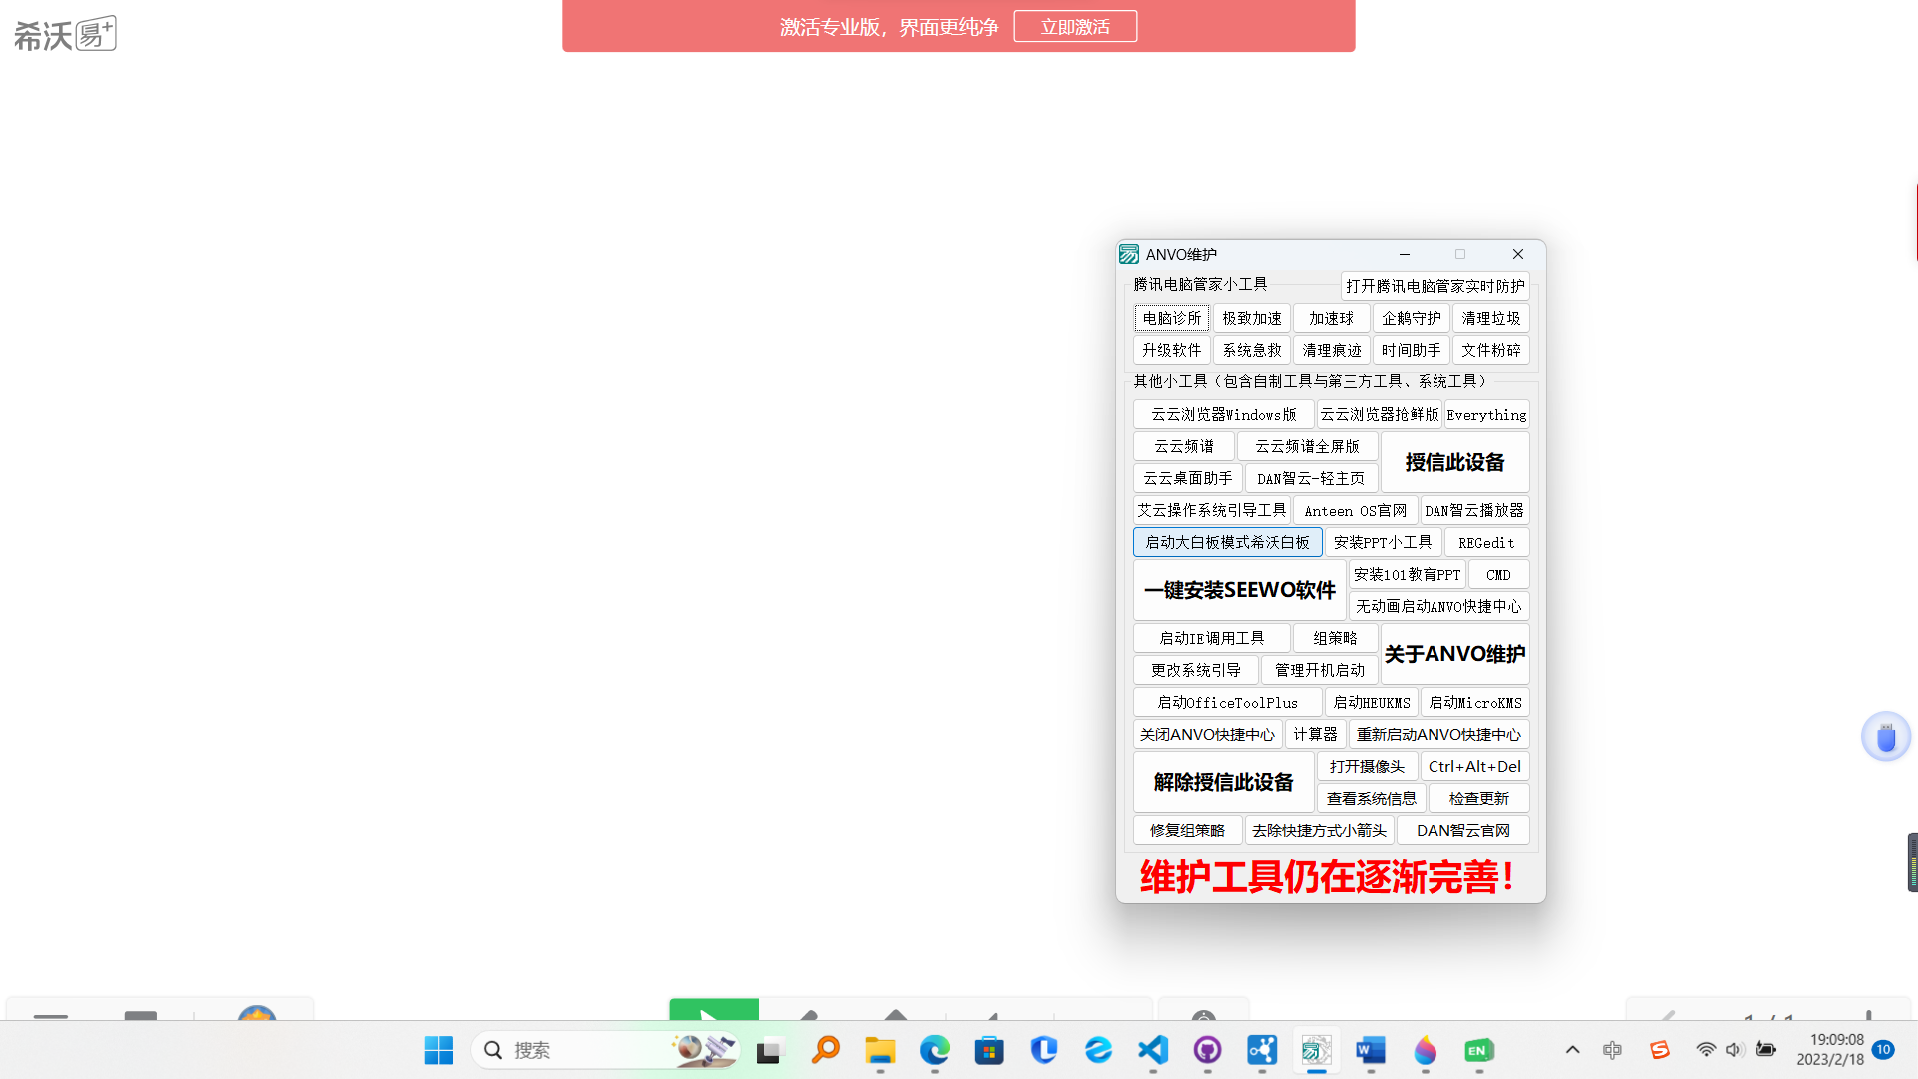 希沃易+
激活专业版，界面更纯净 立即激活
ANVO维护
腾讯电脑管家小工具 打开腾讯电脑管家实时防护
电脑诊所 极致加速 加速球 企鹅守护 清理垃圾
升级软件 系统急救 清理痕迹 时间助手 文件粉碎
其他小工具（包含自制工具与第三方工具、系统工具）
云云浏览器Windows版 云云浏览器抢鲜版 Everything
云云频谱 云云频谱全屏版 授信此设备
云云桌面助手 DAN智云-轻主页
艾云操作系统引导工具 Anteen OS官网 DAN智云播放器
启动大白板模式希沃白板 安装PPT小工具 REGedit
一键安装SEEWO软件 安装101教育PPT CMD
无动画启动ANVO快捷中心
启动IE调用工具 组策略 关于ANVO维护
更改系统引导 管理开机启动
启动OfficeToolPlus 启动HEUKMS 启动MicroKMS
关闭ANVO快捷中心 计算器 重新启动ANVO快捷中心
解除授信此设备 打开摄像头 Ctrl+Alt+Del
查看系统信息 检查更新
修复组策略 去除快捷方式小箭头 DAN智云官网
维护工具仍在逐渐完善！
搜索 EN 中 19:09:08
2023/2/18 10